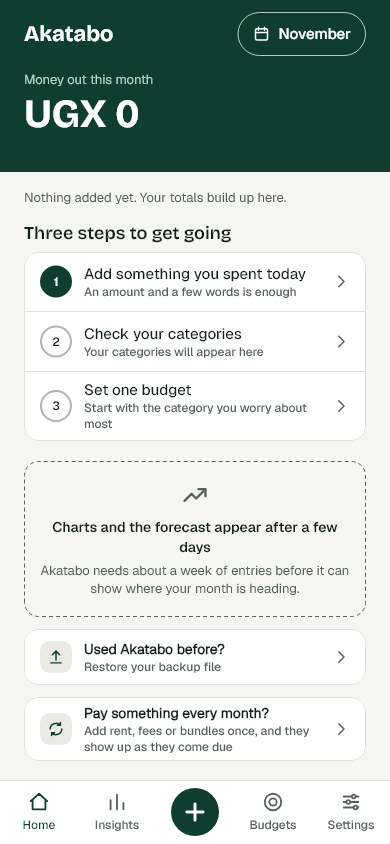 Akatabo
November
Money out this month
UGX 0
Nothing added yet. Your totals build up here.
Three steps to get going
1
Add something you spent today
An amount and a few words is enough
2
Check your categories
Your categories will appear here
3
Set one budget
Start with the category you worry about
most
Charts and the forecast appear after a few
days
Akatabo needs about a week of entries before it can
show where your month is heading.
Used Akatabo before?
Restore your backup file
Pay something every month?
Add rent, fees or bundles once, and they
show up as they come due
Home
Insights
Budgets
Settings